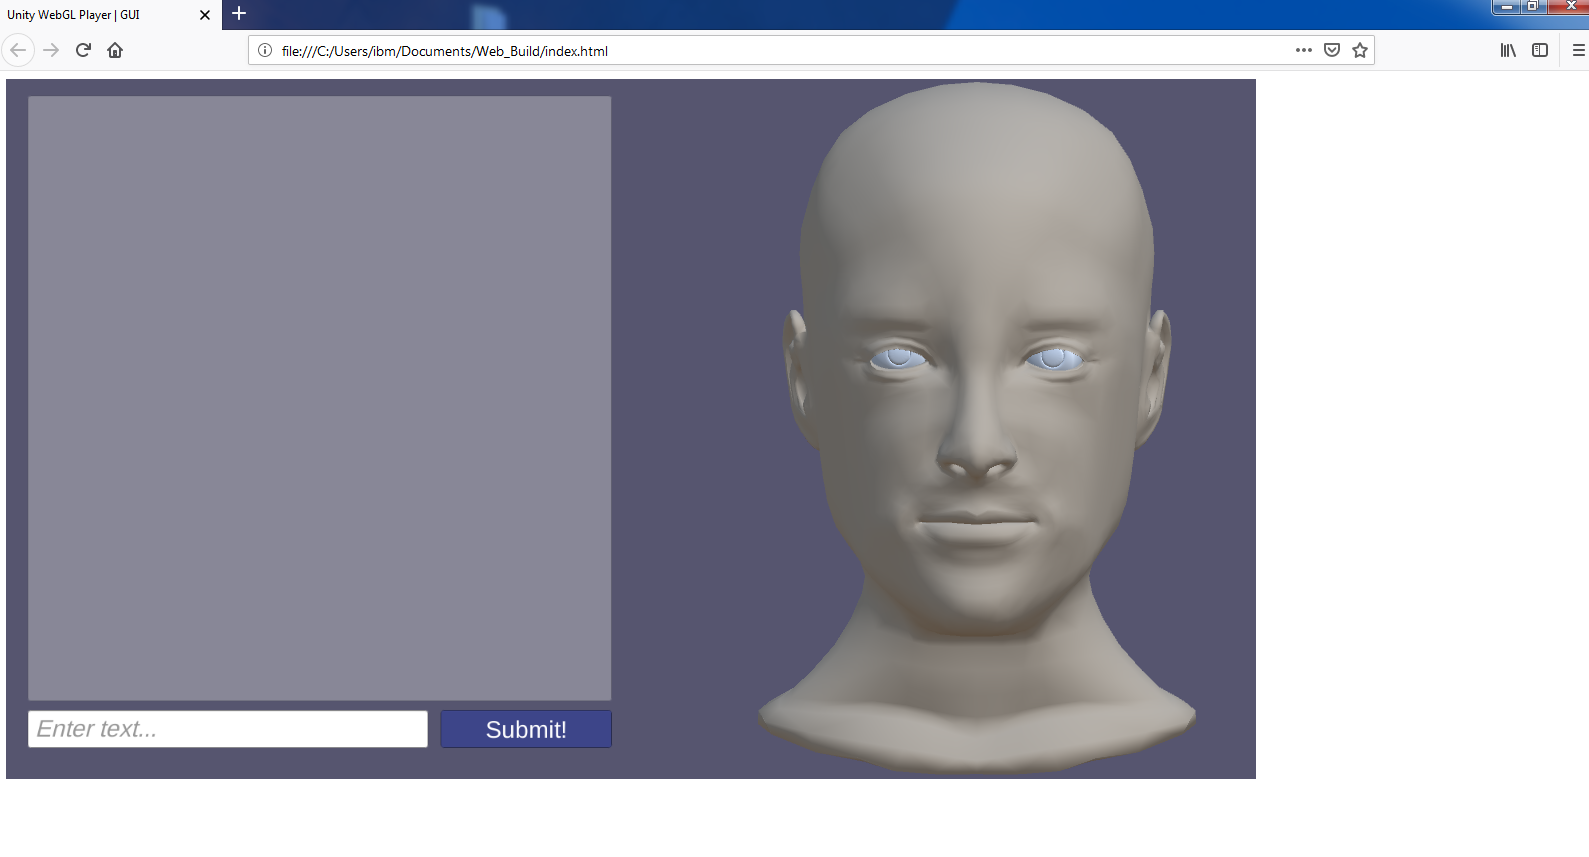 Unity WebGL Player | GUI
file:///C:/Users/ibm/Documents/Web_Build/index.html
Enter text...
Submit!